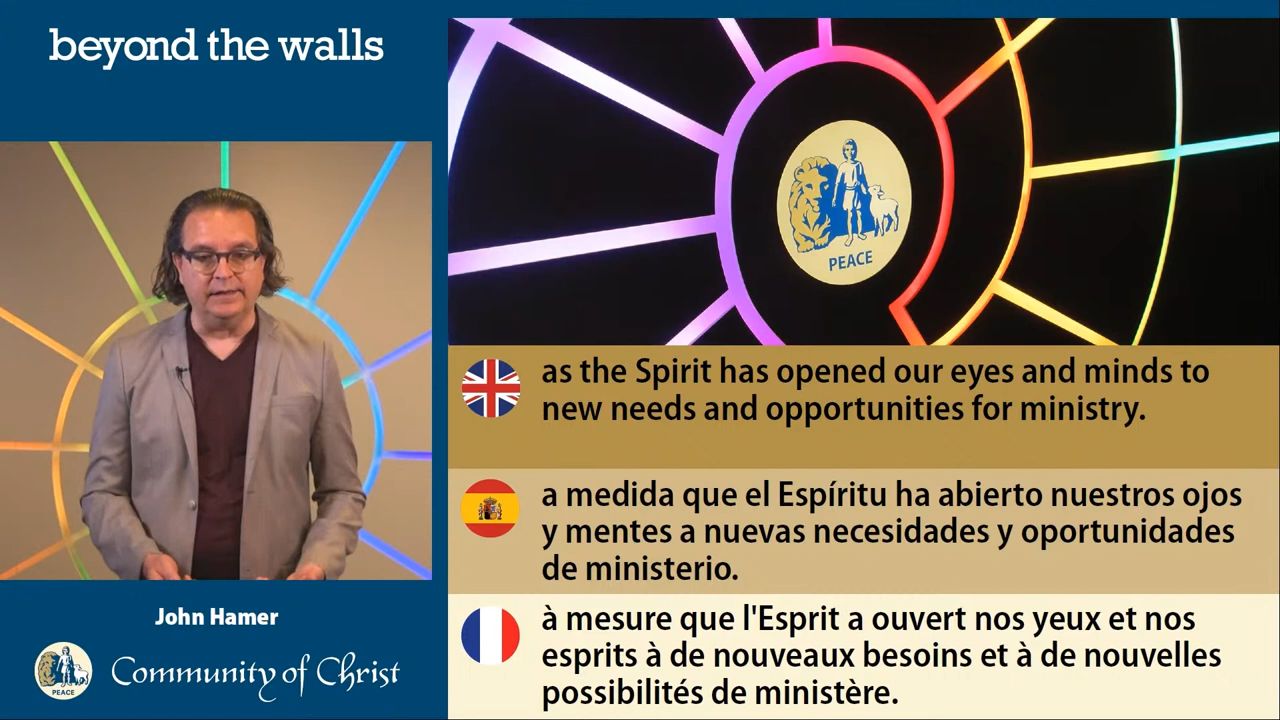 beyond the walls
PEACE
as the Spirit has opened our eyes and minds to
new needs and opportunities for ministry.
a medida que el Espíritu ha abierto nuestros ojos
y mentes a nuevas necesidades y oportunidades
de ministerio.
à mesure que l'Esprit a ouvert nos yeux et nos
esprits à de nouveaux besoins et à de nouvelles
possibilités de ministère.
John Hamer
PEACE
Community of Christ